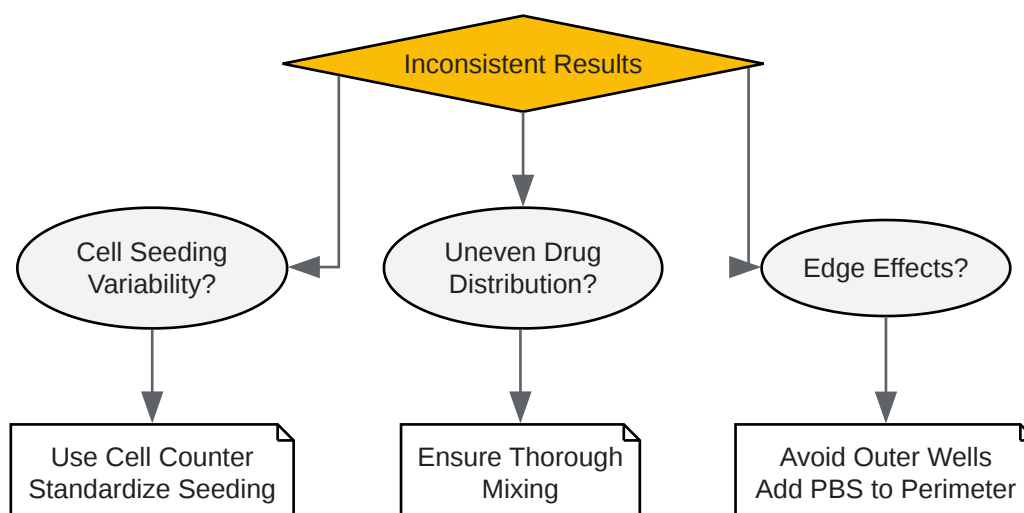 Inconsistent Results
Cell Seeding
Variability?
Uneven Drug
Distribution?
Edge Effects?
Use Cell Counter
Standardize Seeding
Ensure Thorough
Mixing
Avoid Outer Wells
Add PBS to Perimeter